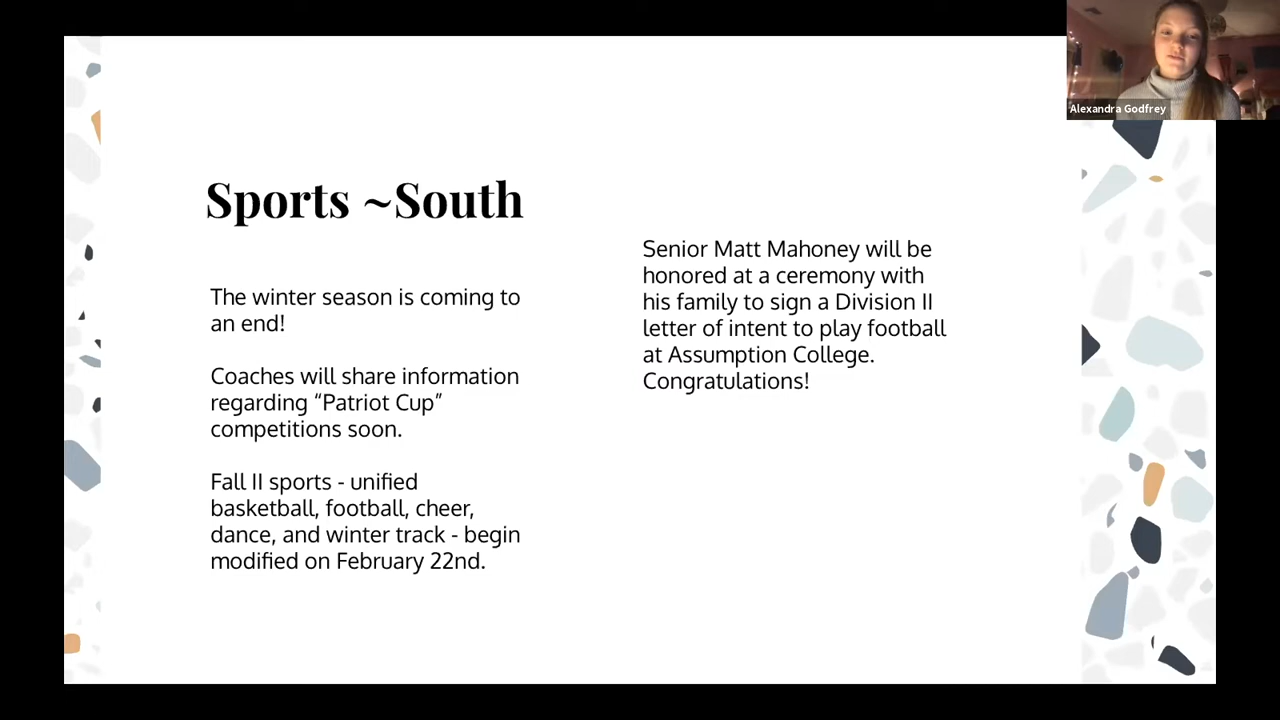 Alexandra Godfrey
Sports ~South
The winter season is coming to
an end!
Coaches will share information
regarding “Patriot Cup”
competitions soon.
Fall II sports - unified
basketball, football, cheer,
dance, and winter track - begin
modified on February 22nd.
Senior Matt Mahoney will be
honored at a ceremony with
his family to sign a Division II
letter of intent to play football
at Assumption College.
Congratulations!